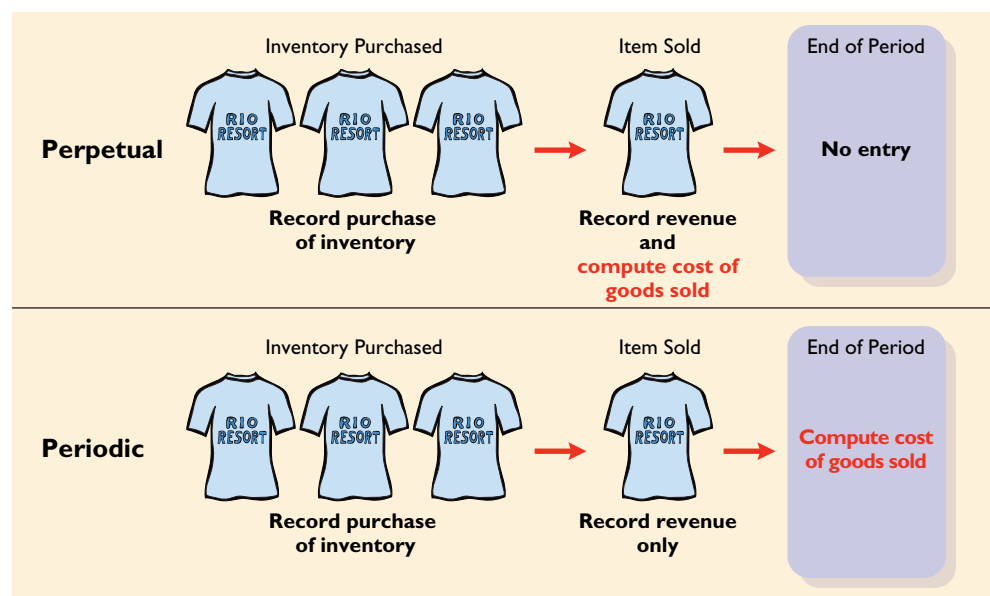 Inventory Purchased
Item Sold
End of Period
Perpetual
RIO
RESORT
RIO
RESORT
RIO
RESORT
RIO
RESORT
No entry
Record purchase
of inventory
Record revenue
and
compute cost of
goods sold
Inventory Purchased
Item Sold
End of Period
Periodic
RIO
RESORT
RIO
RESORT
RIO
RESORT
RIO
RESORT
Compute cost
of goods sold
Record purchase
of inventory
Record revenue
only